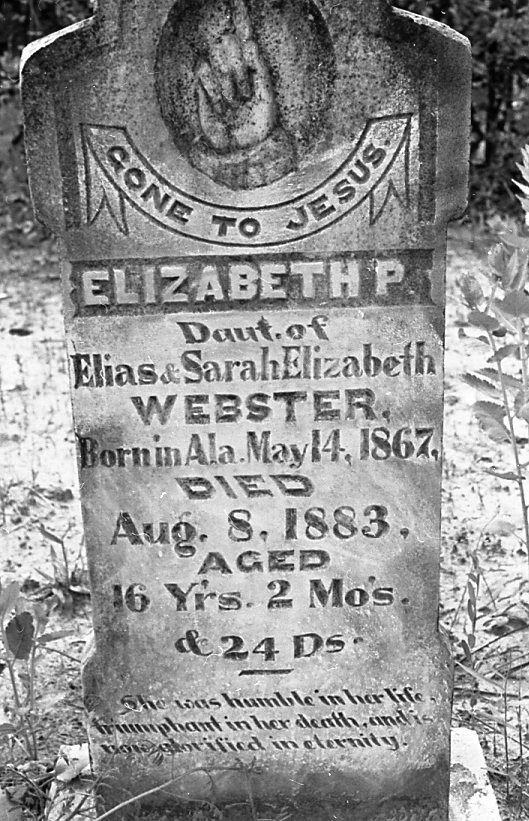 GONE TO JESUS.
ELIZABETH P.
Daut. of
Elias & Sarah Elizabeth
WEBSTER,
Born in Ala. May 14, 1867,
DIED
Aug. 8, 1883,
AGED
16 Yr's. 2 Mo's.
& 24 Ds.
She was humble in her life,
triumphant in her death, and is
now glorified in eternity.